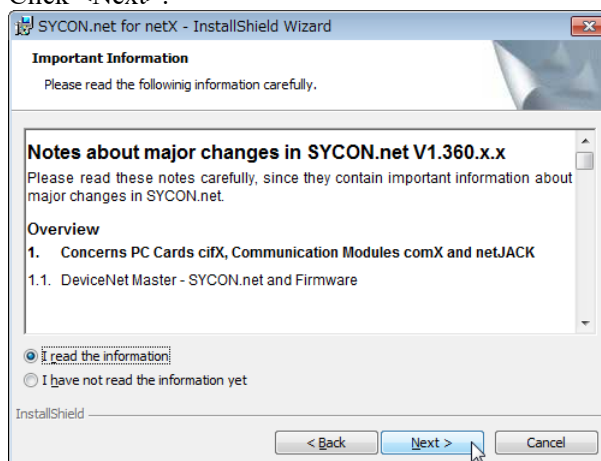 Click <Next>.
SYCON.net for netX - InstallShield Wizard
Important Information
Please read the followinig information carefully.
Notes about major changes in SYCON.net V1.360.x.x
Please read these notes carefully, since they contain important information about
major changes in SYCON.net.
Overview
1. Concerns PC Cards cifX, Communication Modules comX and netJACK
1.1. DeviceNet Master - SYCON.net and Firmware
I read the information
I have not read the information yet
InstallShield
< Back Next > Cancel